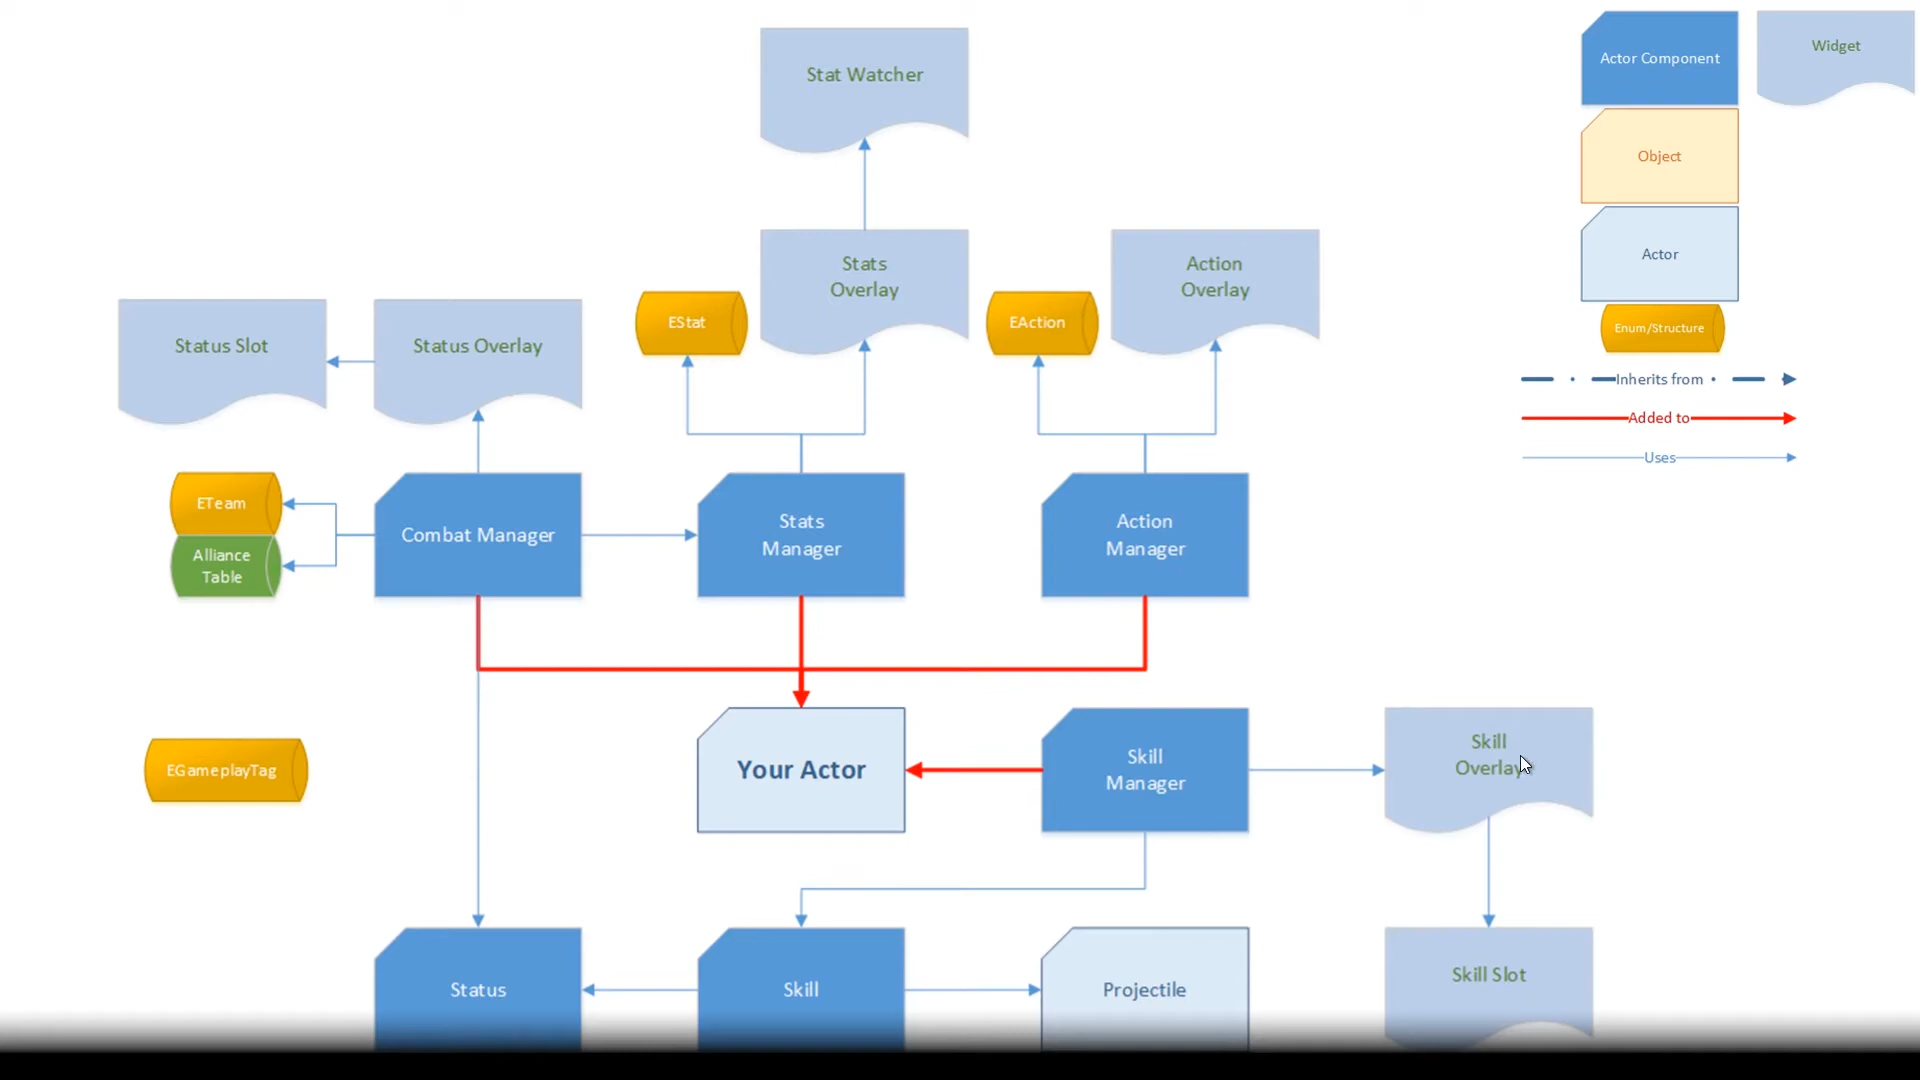 Stat Watcher
Actor Component
Widget
Object
Actor
Enum/Structure
Inherits from
Added to
Uses
Stats
Overlay
Action
Overlay
EStat
EAction
Status Slot
Status Overlay
ETeam
Alliance
Table
Combat Manager
Stats
Manager
Action
Manager
EGameplayTag
Your Actor
Skill
Manager
Skill
Overlay
Status
Skill
Projectile
Skill Slot